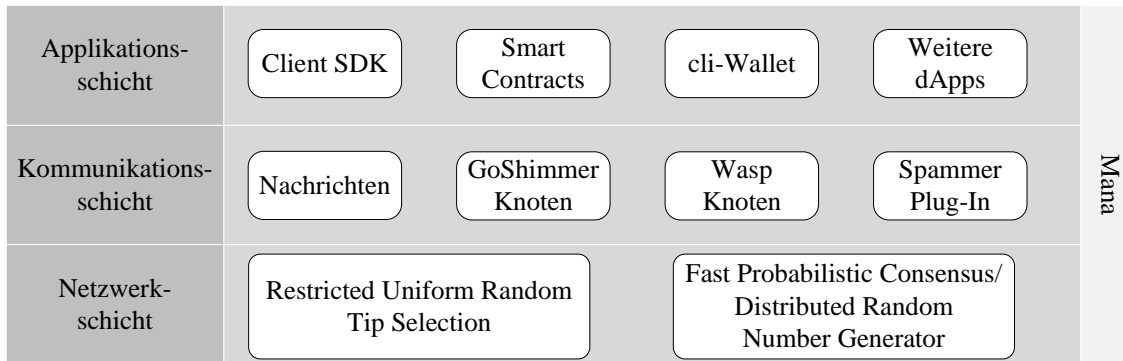 Applikations-
schicht
Client SDK
Smart
Contracts
cli-Wallet
Weitere
dApps
Kommunikations-
schicht
Nachrichten
GoShimmer
Knoten
Wasp
Knoten
Spammer
Plug-In
Netzwerk-
schicht
Restricted Uniform Random
Tip Selection
Fast Probabilistic Consensus/
Distributed Random
Number Generator
Mana